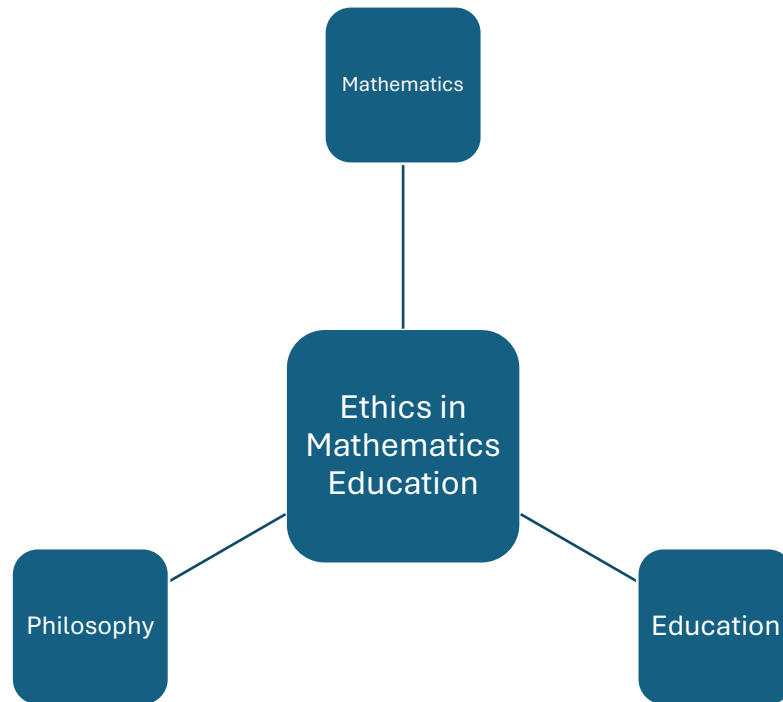 Mathematics
Ethics in
Mathematics
Education
Philosophy
Education